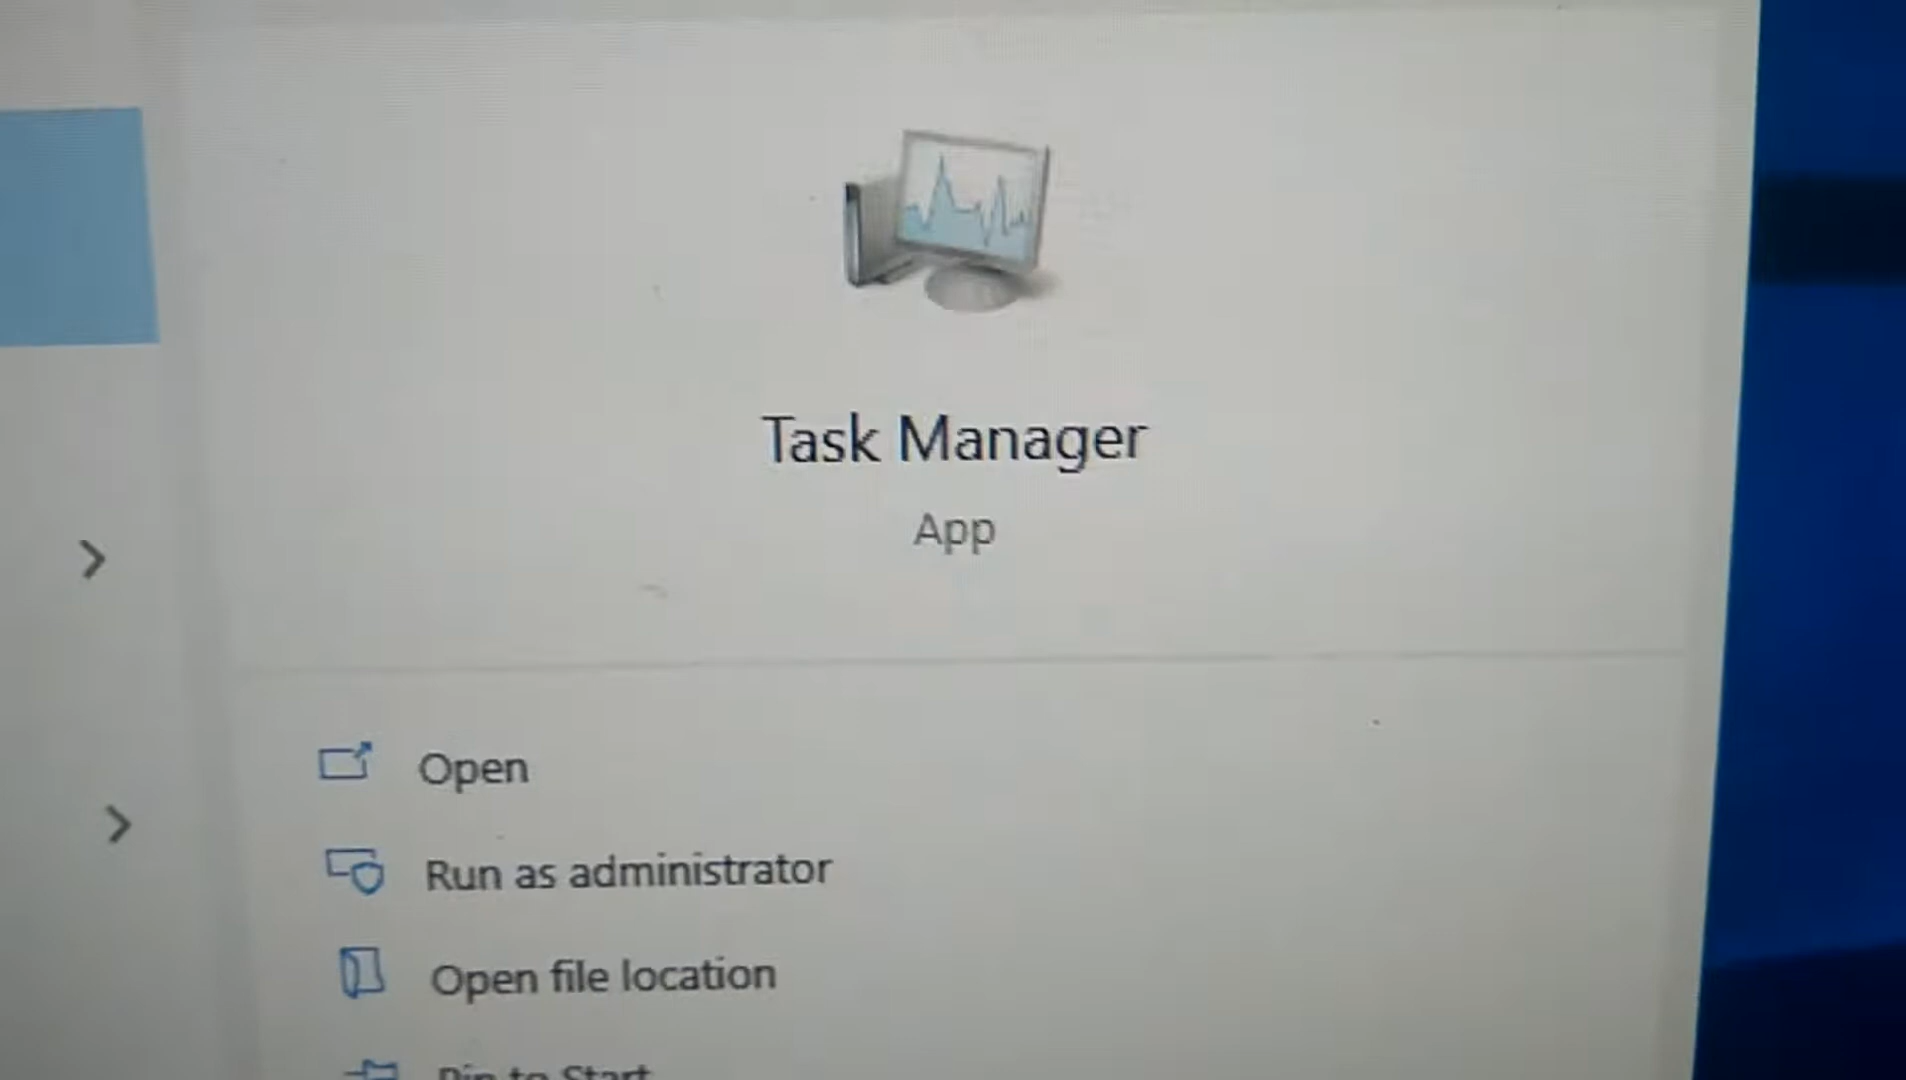 Task Manager
App
Open
Run as administrator
Open file location
Pin to Start